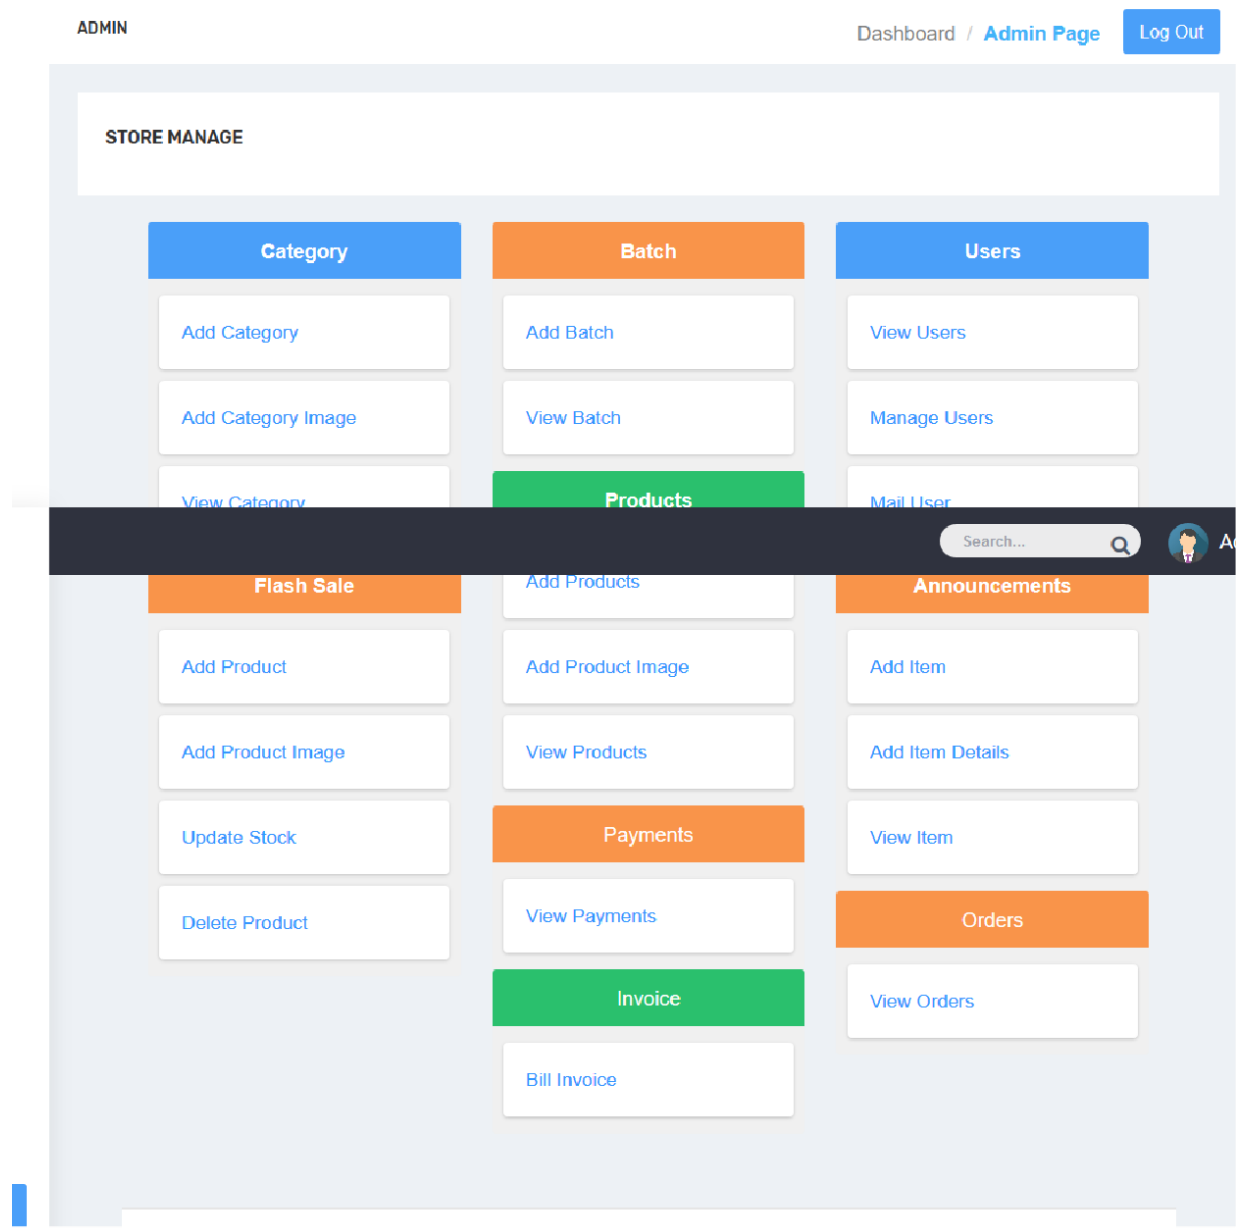 ADMIN
Dashboard / Admin Page
Log Out
STORE MANAGE
Category
Add Category
Add Category Image
View Category
Batch
Add Batch
View Batch
Products
Users
View Users
Manage Users
Mail User
Search...
Flash Sale
Add Product
Add Product Image
Update Stock
Delete Product
Add Products
Add Product Image
View Products
Payments
View Payments
Invoice
Bill Invoice
Announcements
Add Item
Add Item Details
View Item
Orders
View Orders